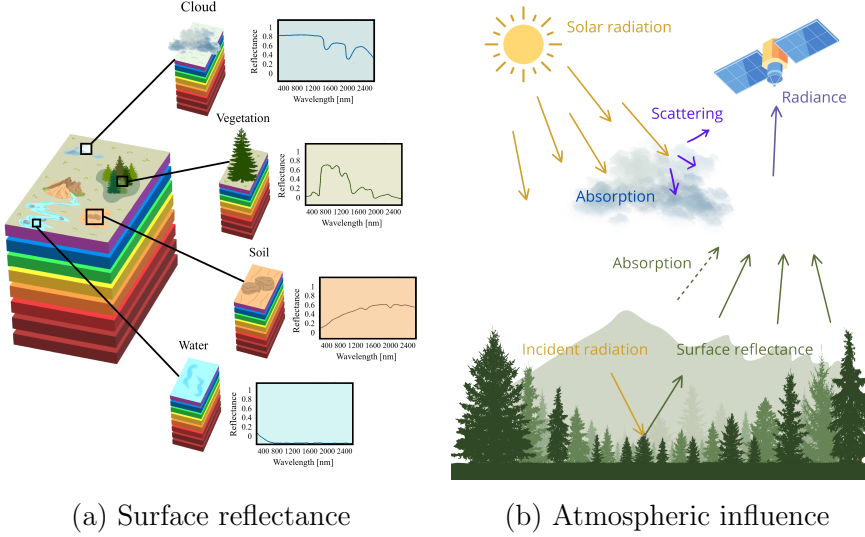 Cloud
1
0.8
0.6
0.4
0.2
0
Reflectance
400 800 1200 1600 2000 2400
Wavelength [nm]
Vegetation
1
0.8
0.6
0.4
0.2
0
Reflectance
400 800 1200 1600 2000 2400
Wavelength [nm]
Soil
1
0.8
0.6
0.4
0.2
0
Reflectance
400 800 1200 1600 2000 2400
Wavelength [nm]
Water
1
0.8
0.6
0.4
0.2
0
Reflectance
400 800 1200 1600 2000 2400
Wavelength [nm]
(a) Surface reflectance
Solar radiation
Radiance
Scattering
Absorption
Absorption
Incident radiation
Surface reflectance
(b) Atmospheric influence